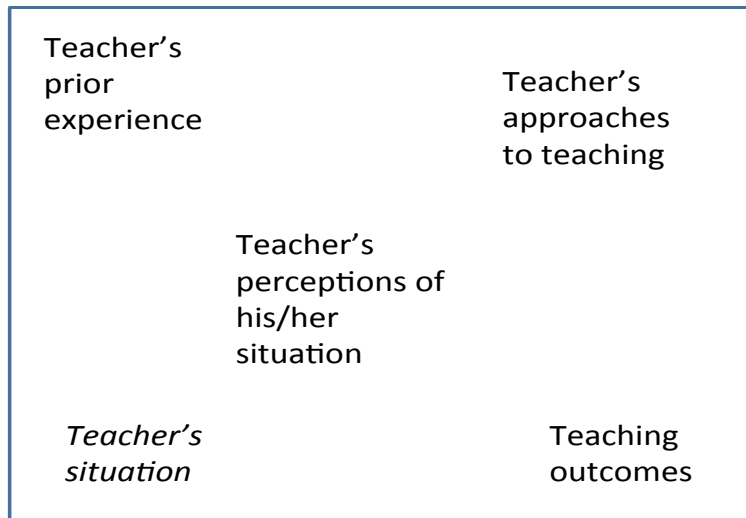 Teacher’s
prior
experience
Teacher’s
approaches
to teaching
Teacher’s
perceptions of
his/her
situation
Teacher’s
situation
Teaching
outcomes